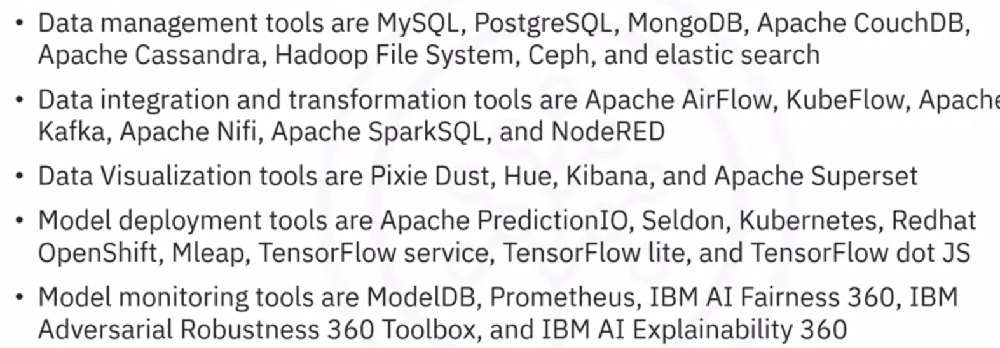 • Data management tools are MySQL, PostgreSQL, MongoDB, Apache CouchDB,
Apache Cassandra, Hadoop File System, Ceph, and elastic search
• Data integration and transformation tools are Apache AirFlow, KubeFlow, Apache
Kafka, Apache Nifi, Apache SparkSQL, and NodeRED
• Data Visualization tools are Pixie Dust, Hue, Kibana, and Apache Superset
• Model deployment tools are Apache PredictionIO, Seldon, Kubernetes, Redhat
OpenShift, Mleap, TensorFlow service, TensorFlow lite, and TensorFlow dot JS
• Model monitoring tools are ModelDB, Prometheus, IBM AI Fairness 360, IBM
Adversarial Robustness 360 Toolbox, and IBM AI Explainability 360